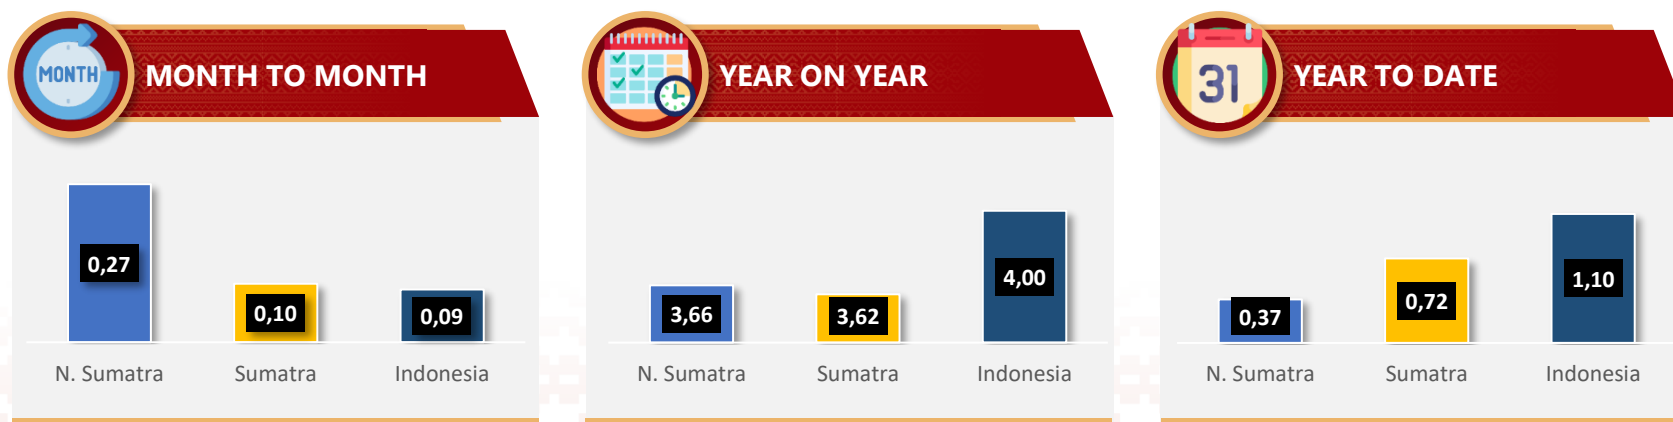 MONTH
MONTH TO MONTH
0,27
0,10
0,09
N. Sumatra
Sumatra
Indonesia
YEAR ON YEAR
3,66
3,62
4,00
N. Sumatra
Sumatra
Indonesia
31
YEAR TO DATE
0,37
0,72
1,10
N. Sumatra
Sumatra
Indonesia